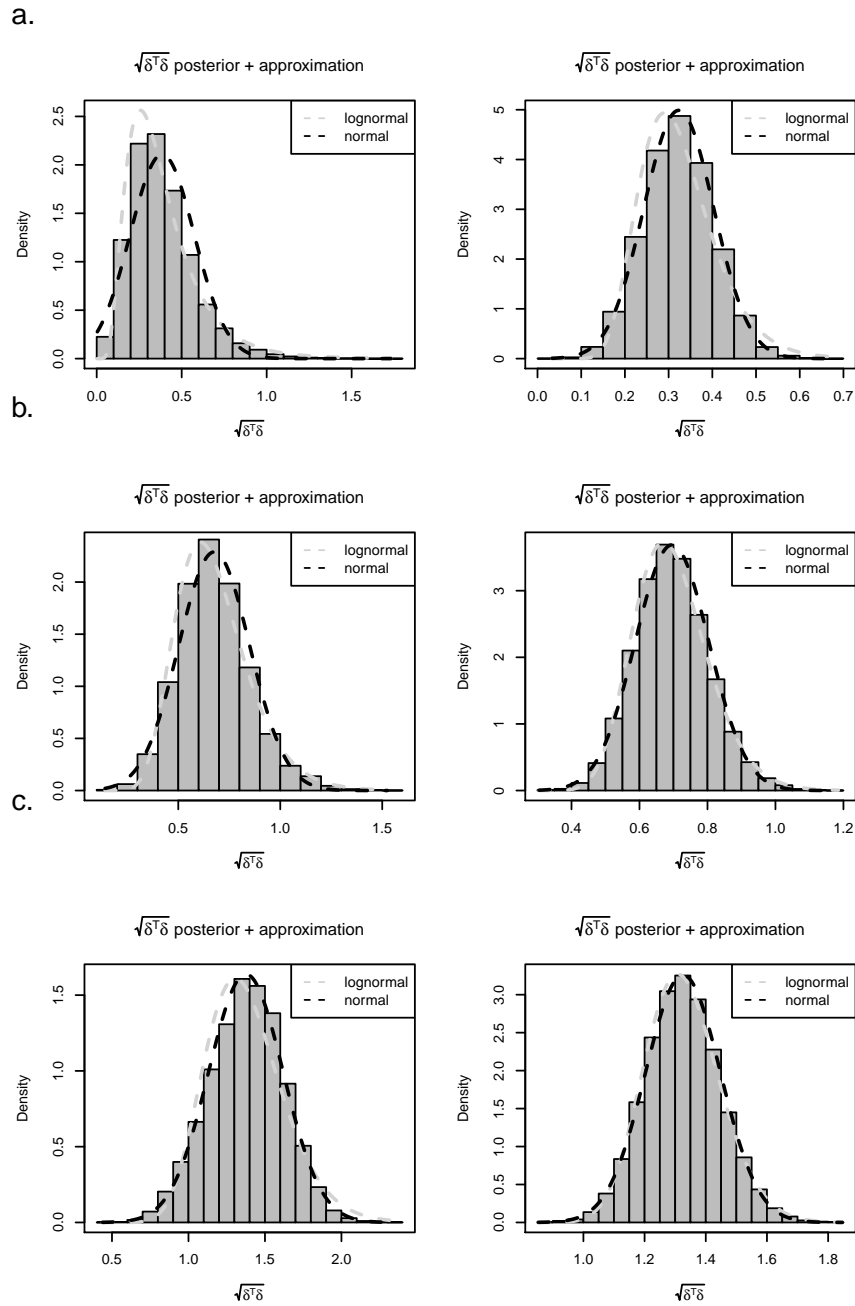 a.
√δᵀδ posterior + approximation
Density
0.0 0.5 1.0 1.5 2.0 2.5
lognormal
normal
0.0 0.5 1.0 1.5
√δᵀδ
√δᵀδ posterior + approximation
Density
0 1 2 3 4 5
lognormal
normal
0.0 0.1 0.2 0.3 0.4 0.5 0.6 0.7
√δᵀδ
b.
√δᵀδ posterior + approximation
Density
0.0 0.5 1.0 1.5 2.0
lognormal
normal
0.5 1.0 1.5
√δᵀδ
√δᵀδ posterior + approximation
Density
0 1 2 3
lognormal
normal
0.4 0.6 0.8 1.0 1.2
√δᵀδ
c.
√δᵀδ posterior + approximation
Density
0.0 0.5 1.0 1.5
lognormal
normal
0.5 1.0 1.5 2.0
√δᵀδ
√δᵀδ posterior + approximation
Density
0.0 0.5 1.0 1.5 2.0 2.5 3.0
lognormal
normal
1.0 1.2 1.4 1.6 1.8
√δᵀδ